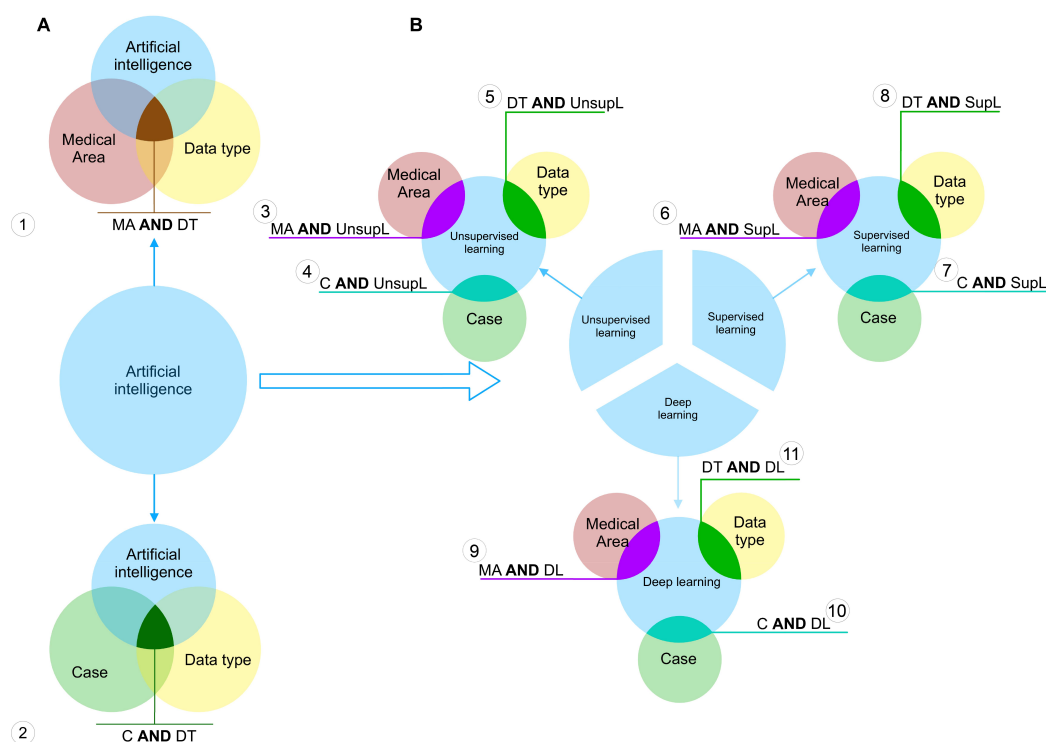 A
Artificial
intelligence
Medical
Area
Data type
1
MA AND DT
Artificial
intelligence
Artificial
intelligence
Case
Data type
2
C AND DT
B
5
DT AND UnsupL
Medical
Area
Data
type
3
MA AND UnsupL
Unsupervised
learning
4
C AND UnsupL
Case
8
DT AND SupL
Medical
Area
Data
type
6
MA AND SupL
Supervised
learning
7
C AND SupL
Case
Unsupervised
learning
Supervised
learning
Deep
learning
11
DT AND DL
Medical
Area
Data
type
9
MA AND DL
Deep learning
10
C AND DL
Case